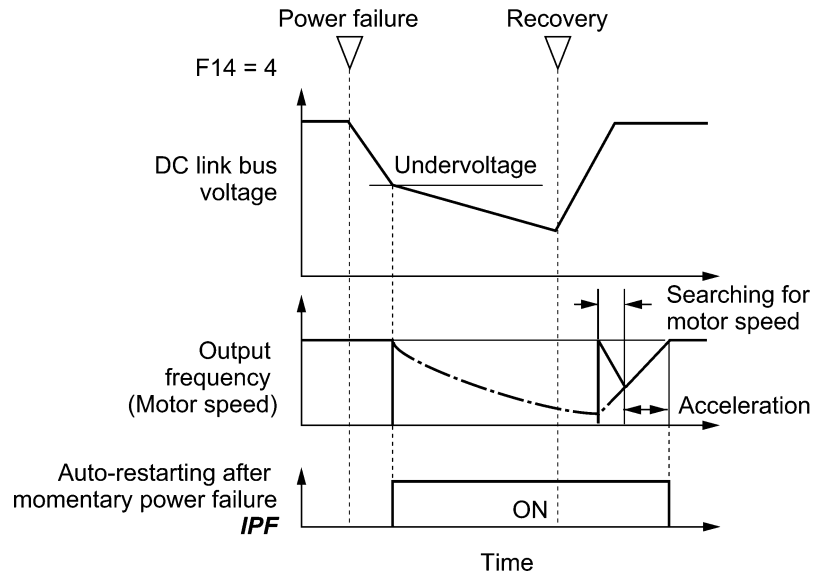 Power failure
Recovery
F14 = 4
DC link bus
voltage
Undervoltage
Searching for
motor speed
Output
frequency
(Motor speed)
Acceleration
Auto-restarting after
momentary power failure
IPF
ON
Time